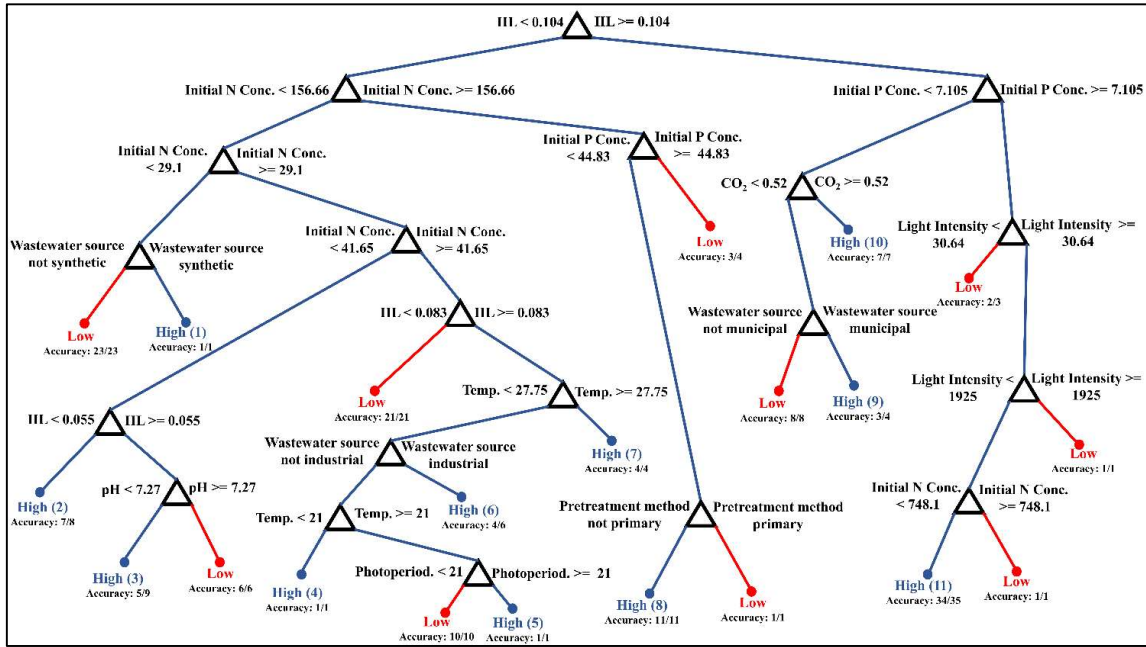 IIL < 0.104 IIL >= 0.104
Initial N Conc. < 156.66 Initial N Conc. >= 156.66
Initial P Conc. < 7.105 Initial P Conc. >= 7.105
Initial N Conc.
< 29.1
Initial N Conc.
>= 29.1
Initial P Conc.
< 44.83
Initial P Conc.
>= 44.83
CO₂ < 0.52 CO₂ >= 0.52
Wastewater source
not synthetic
Wastewater source
synthetic
Initial N Conc.
< 41.65
Initial N Conc.
>= 41.65
Low
Accuracy: 3/4
High (10)
Accuracy: 7/7
Light Intensity <
30.64
Light Intensity >=
30.64
Low
Accuracy: 2/3
Low
Accuracy: 23/23
High (1)
Accuracy: 1/1
IIL < 0.083 IIL >= 0.083
Wastewater source
not municipal
Wastewater source
municipal
Low
Accuracy: 21/21
Temp. < 27.75 Temp. >= 27.75
Low
Accuracy: 8/8
High (9)
Accuracy: 3/4
Light Intensity <
1925
Light Intensity >=
1925
Low
Accuracy: 1/1
IIL < 0.055 IIL >= 0.055
Wastewater source
not industrial
Wastewater source
industrial
High (7)
Accuracy: 4/4
High (2)
Accuracy: 7/8
pH < 7.27 pH >= 7.27
Temp. < 21 Temp. >= 21
High (6)
Accuracy: 4/6
Pretreatment method
not primary
Pretreatment method
primary
Initial N Conc.
< 748.1
Initial N Conc.
>= 748.1
High (3)
Accuracy: 5/9
Low
Accuracy: 6/6
High (4)
Accuracy: 1/1
Photoperiod. < 21 Photoperiod. >= 21
Low
Accuracy: 10/10
High (5)
Accuracy: 1/1
High (8)
Accuracy: 11/11
Low
Accuracy: 1/1
High (11)
Accuracy: 34/35
Low
Accuracy: 1/1